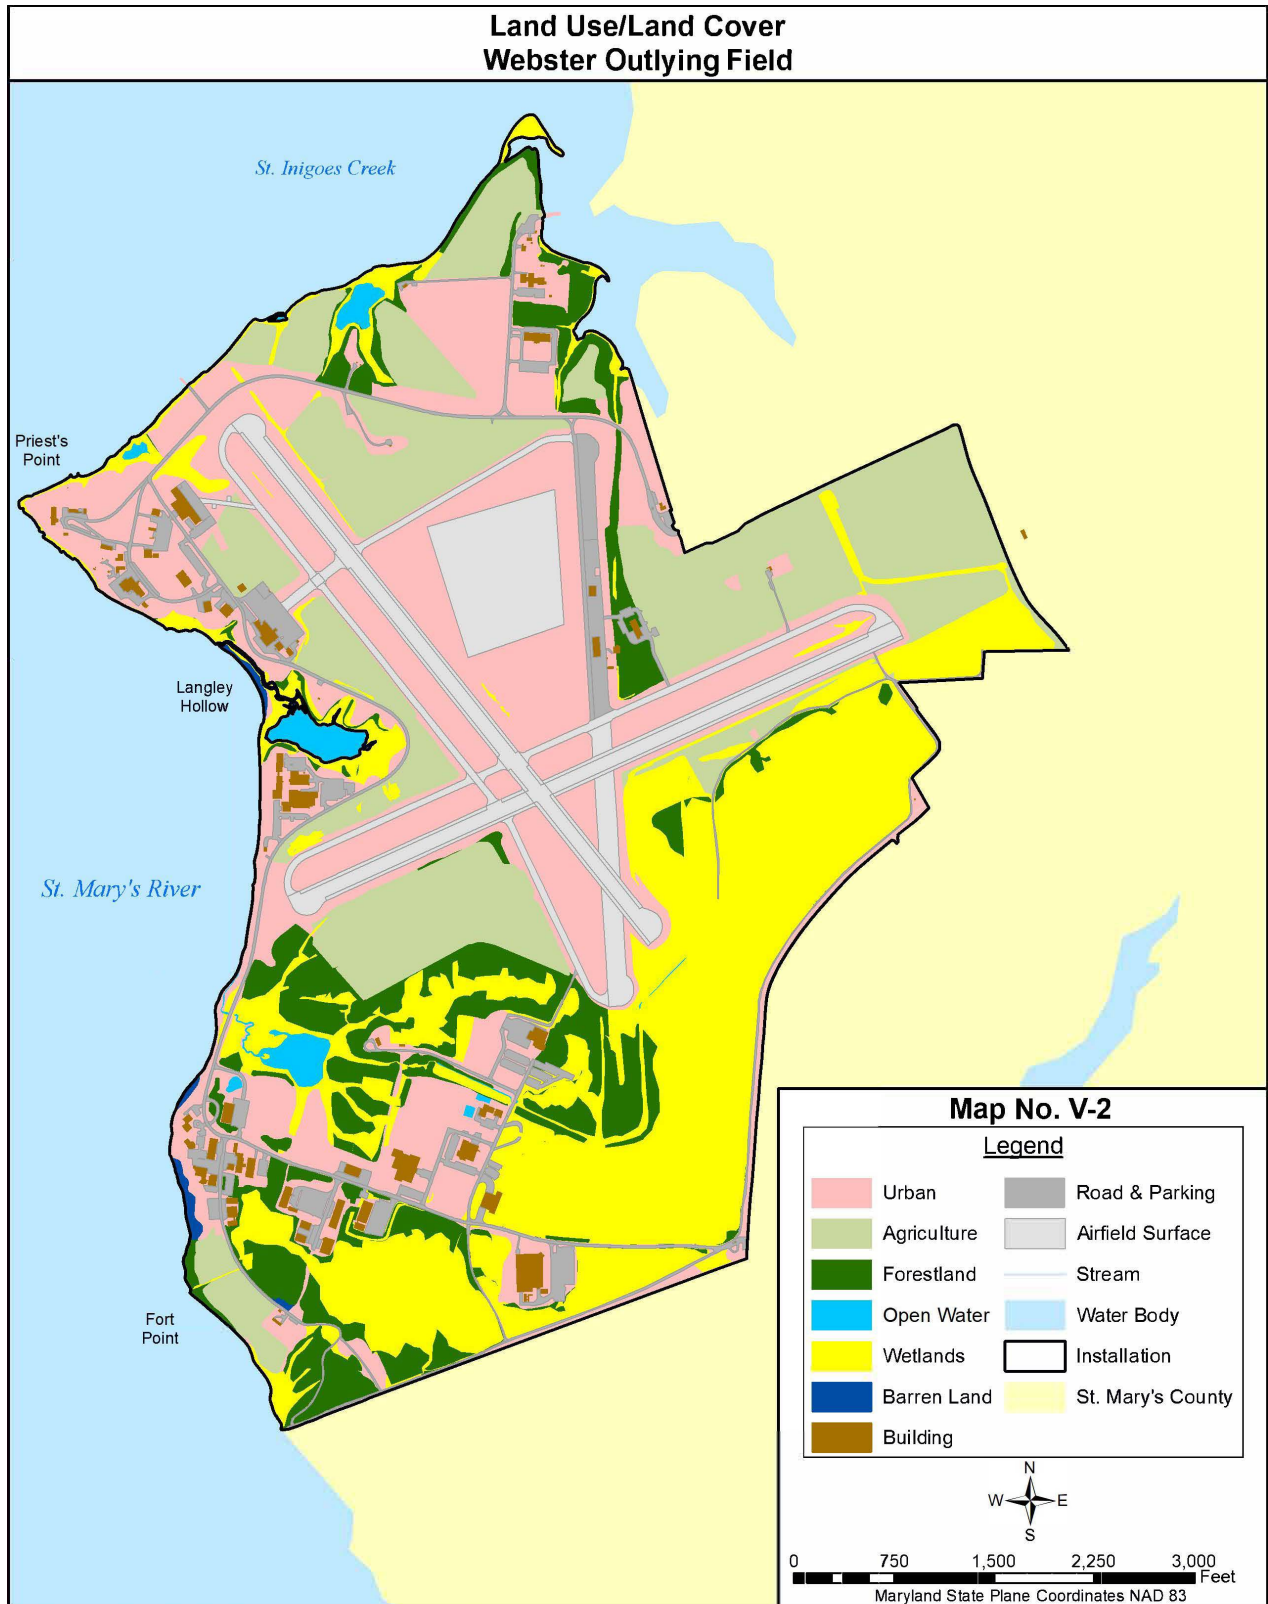 Land Use/Land Cover
Webster Outlying Field
St. Inigoes Creek
Priest's
Point
Langley
Hollow
St. Mary's River
Fort
Point
Map No. V-2
Legend
Urban
Agriculture
Forestland
Open Water
Wetlands
Barren Land
Building
Road & Parking
Airfield Surface
Stream
Water Body
Installation
St. Mary's County
N
W E
S
0 750 1,500 2,250 3,000
Feet
Maryland State Plane Coordinates NAD 83